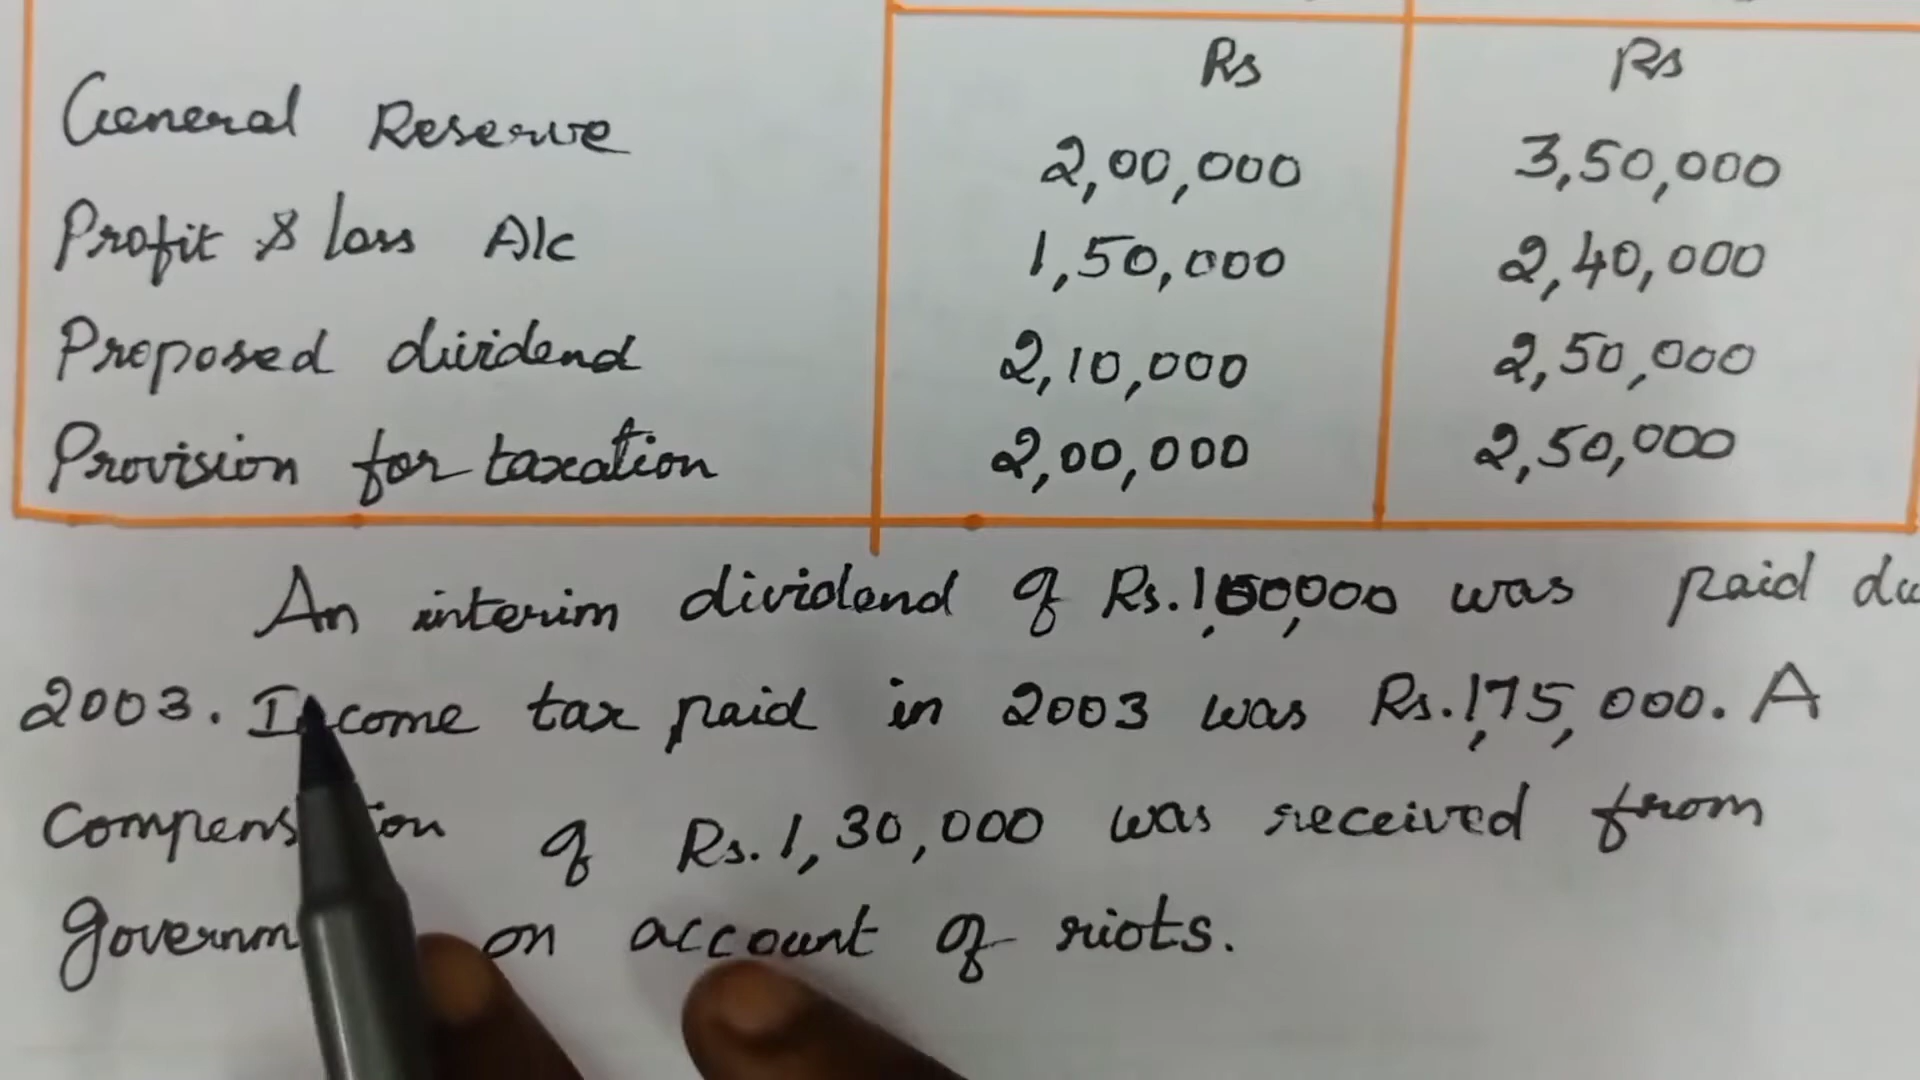 Rs Rs
General Reserve 2,00,000 3,50,000
Profit & loss A/c 1,50,000 2,40,000
Proposed dividend 2,10,000 2,50,000
Provision for taxation 2,00,000 2,50,000
An interim dividend of Rs. was paid
2003. Income tax paid in 2003 was Rs.1,75,000. A
of Rs.1,30,000 was received from
on account of riots.